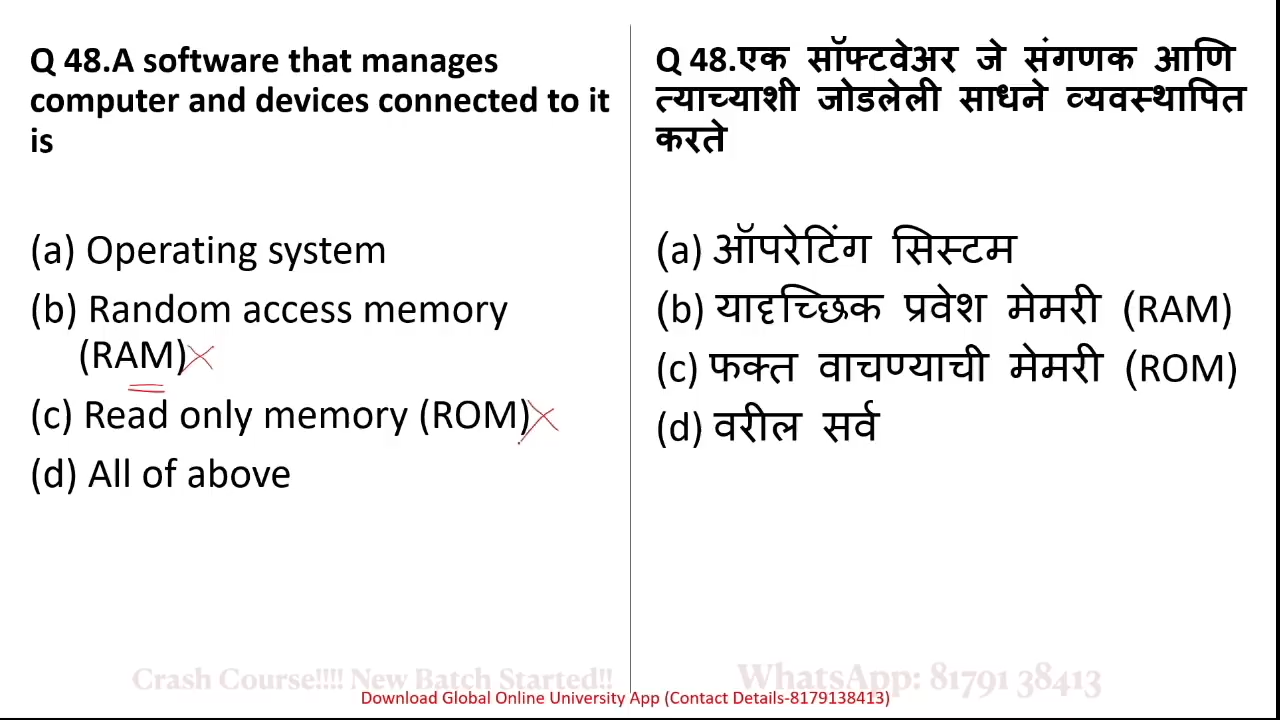 Q 48.A software that manages
computer and devices connected to it
is
(a) Operating system
(b) Random access memory
(RAM)
(c) Read only memory (ROM)
(d) All of above
Q 48.एक सॉफ्टवेअर जे संगणक आणि
त्याच्याशी जोडलेली साधने व्यवस्थापित
करते
(a) ऑपरेटिंग सिस्टम
(b) यादृच्छिक प्रवेश मेमरी (RAM)
(c) फक्त वाचण्याची मेमरी (ROM)
(d) वरील सर्व
Crash Course!!!! New Batch Started!!
WhatsApp: 81791 38413
Download Global Online University App (Contact Details-8179138413)